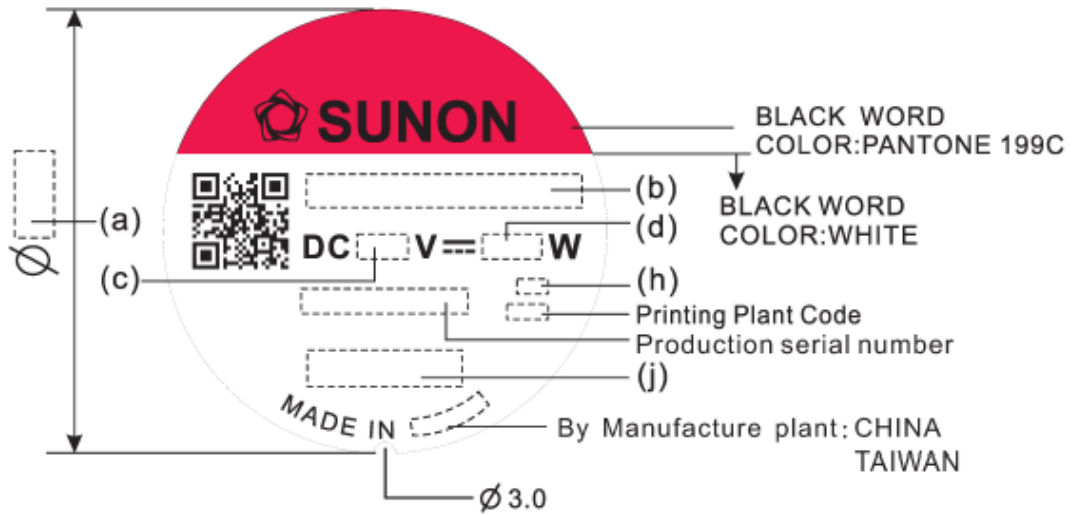 SUNON
BLACK WORD
COLOR:PANTONE 199C
(a)
(b)
BLACK WORD
COLOR:WHITE
(d)
DC V W
(c)
(h)
Printing Plant Code
Production serial number
(j)
MADE IN
By Manufacture plant: CHINA
TAIWAN
Ø
Ø3.0